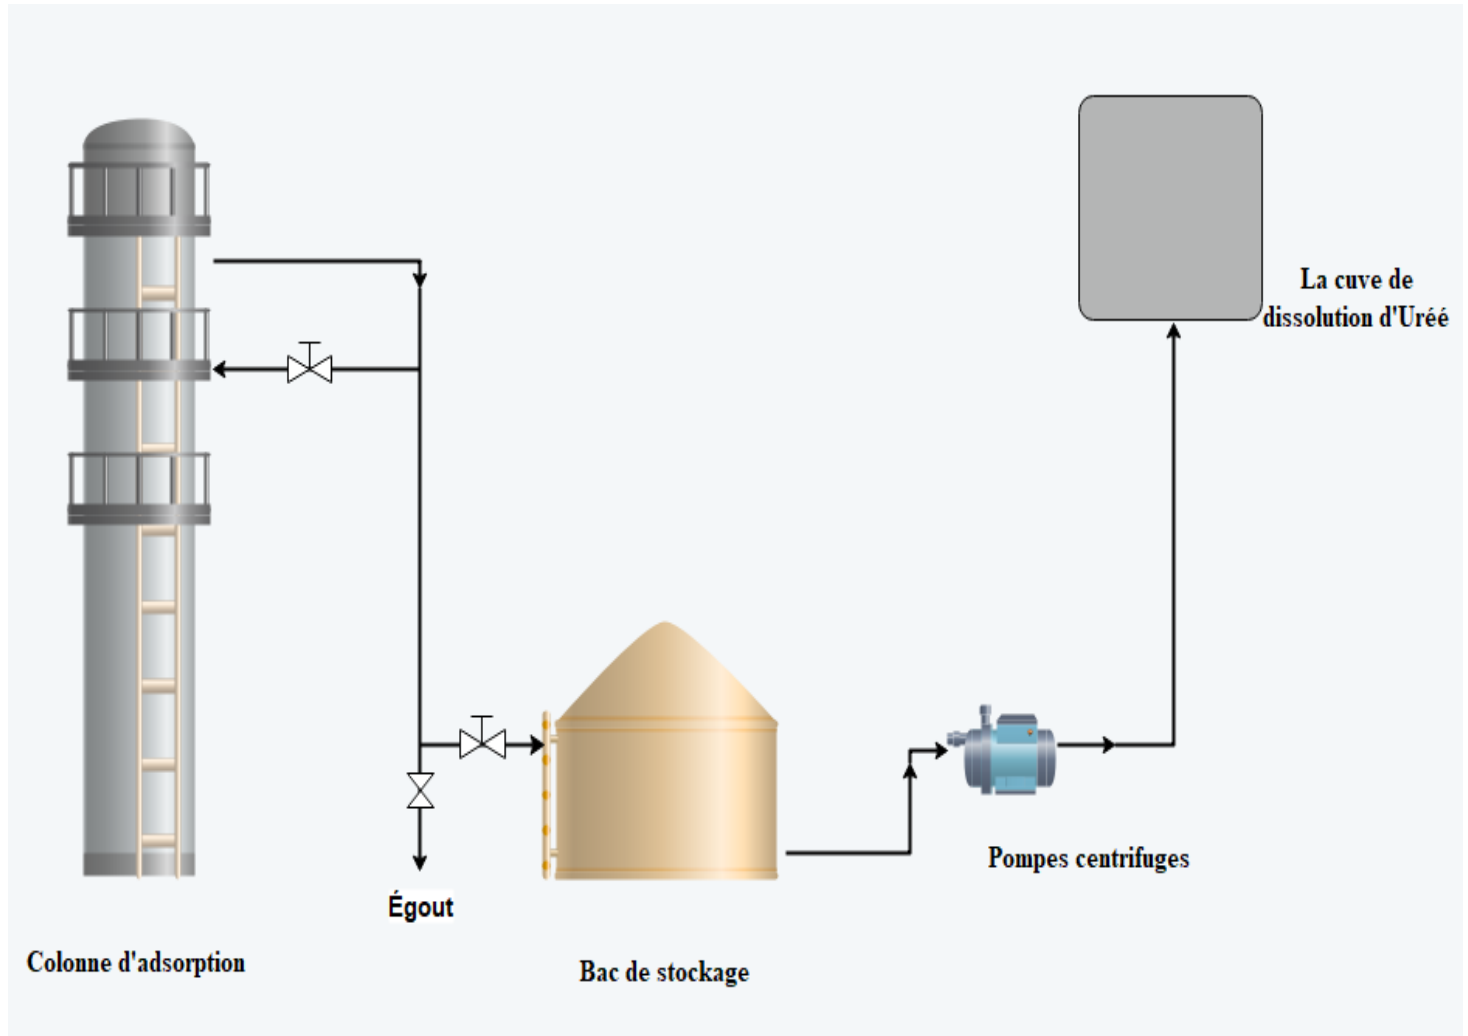 La cuve de
dissolution d'Uréé
Pompes centrifuges
Égout
Colonne d'adsorption
Bac de stockage